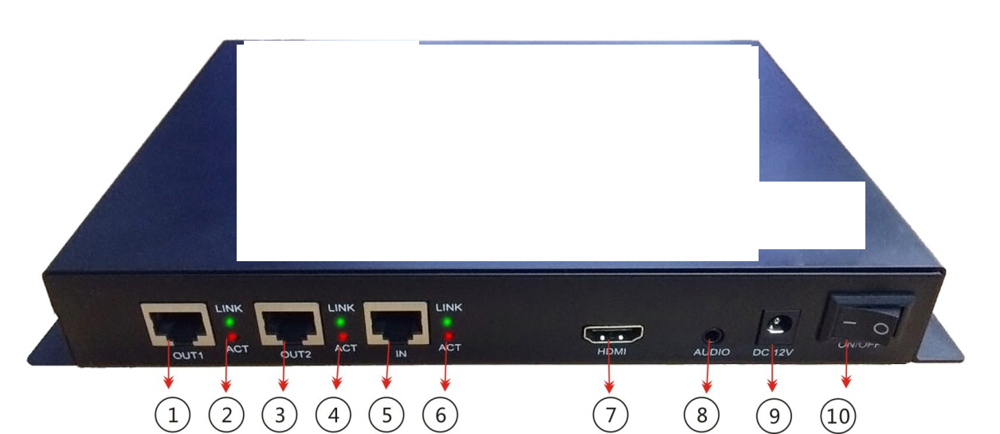 LINK LINK LINK
ACT ACT ACT
OUT1 OUT2 IN HDMI AUDIO DC 12V ON/OFF
1 2 3 4 5 6 7 8 9 10